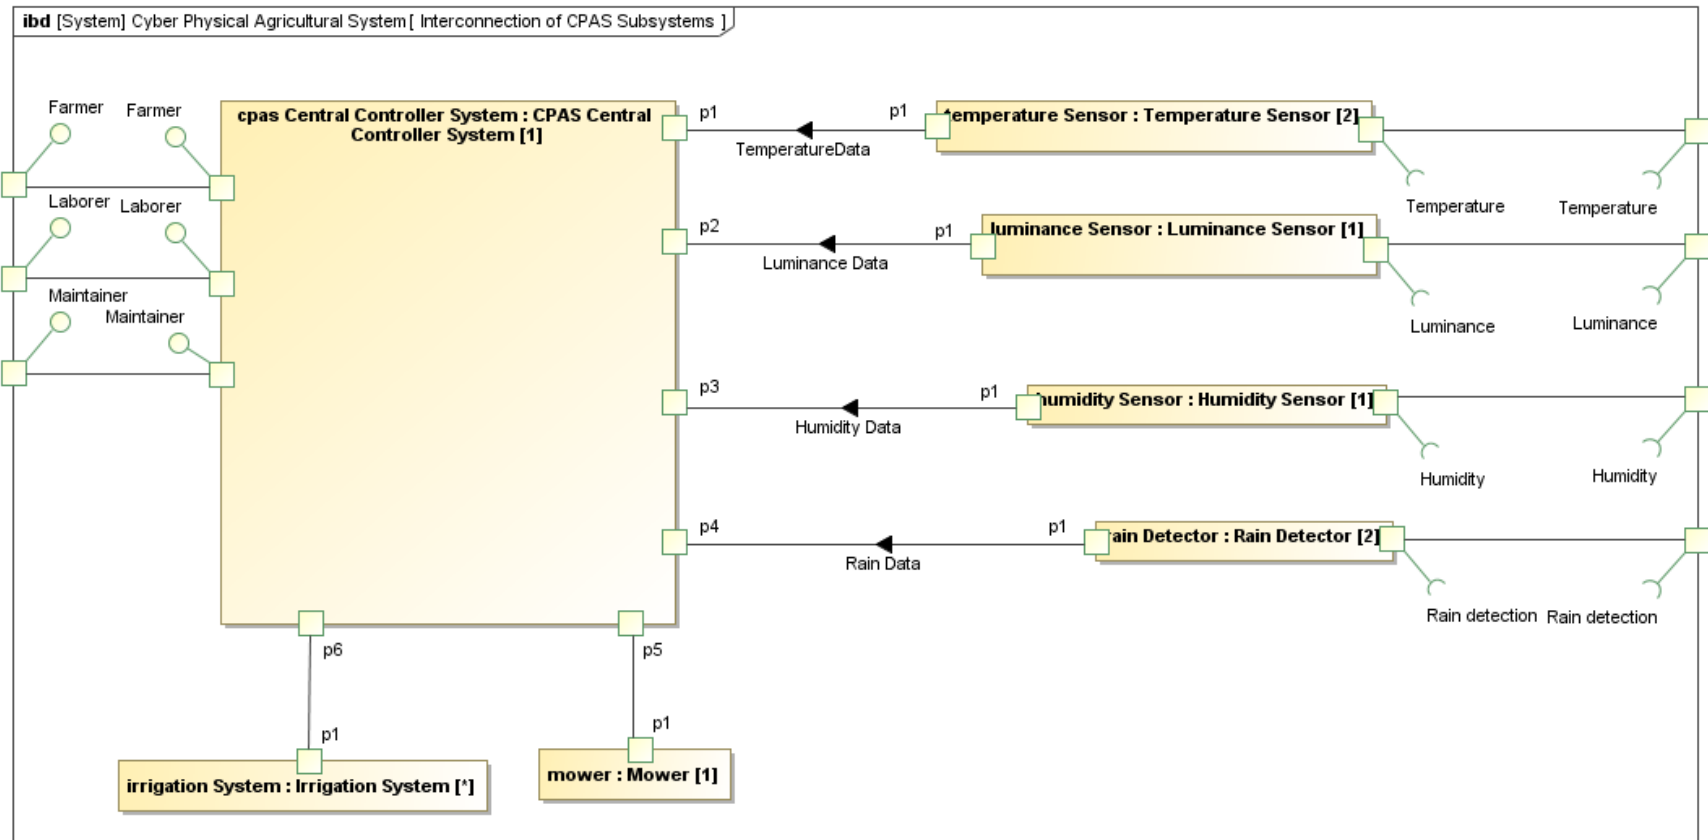 ibd [System] Cyber Physical Agricultural System [ Interconnection of CPAS Subsystems ]
Farmer
Farmer
cpas Central Controller System : CPAS Central
Controller System [1]
p1
TemperatureData
p1
temperature Sensor : Temperature Sensor [2]
Temperature
Temperature
Laborer
Laborer
p2
Luminance Data
p1
luminance Sensor : Luminance Sensor [1]
Luminance
Luminance
Maintainer
Maintainer
p3
Humidity Data
p1
humidity Sensor : Humidity Sensor [1]
Humidity
Humidity
p4
Rain Data
p1
rain Detector : Rain Detector [2]
Rain detection
Rain detection
p6
p5
p1
p1
irrigation System : Irrigation System [*]
mower : Mower [1]